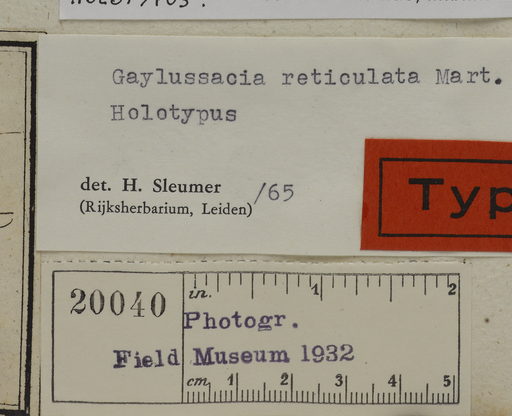 Gaylussacia reticulata Mart.
Holotypus
det. H. Sleumer /65
(Rijksherbarium, Leiden)
Typ
20040
in. 1 2
Photogr.
Field Museum 1932
cm. 1 2 3 4 5